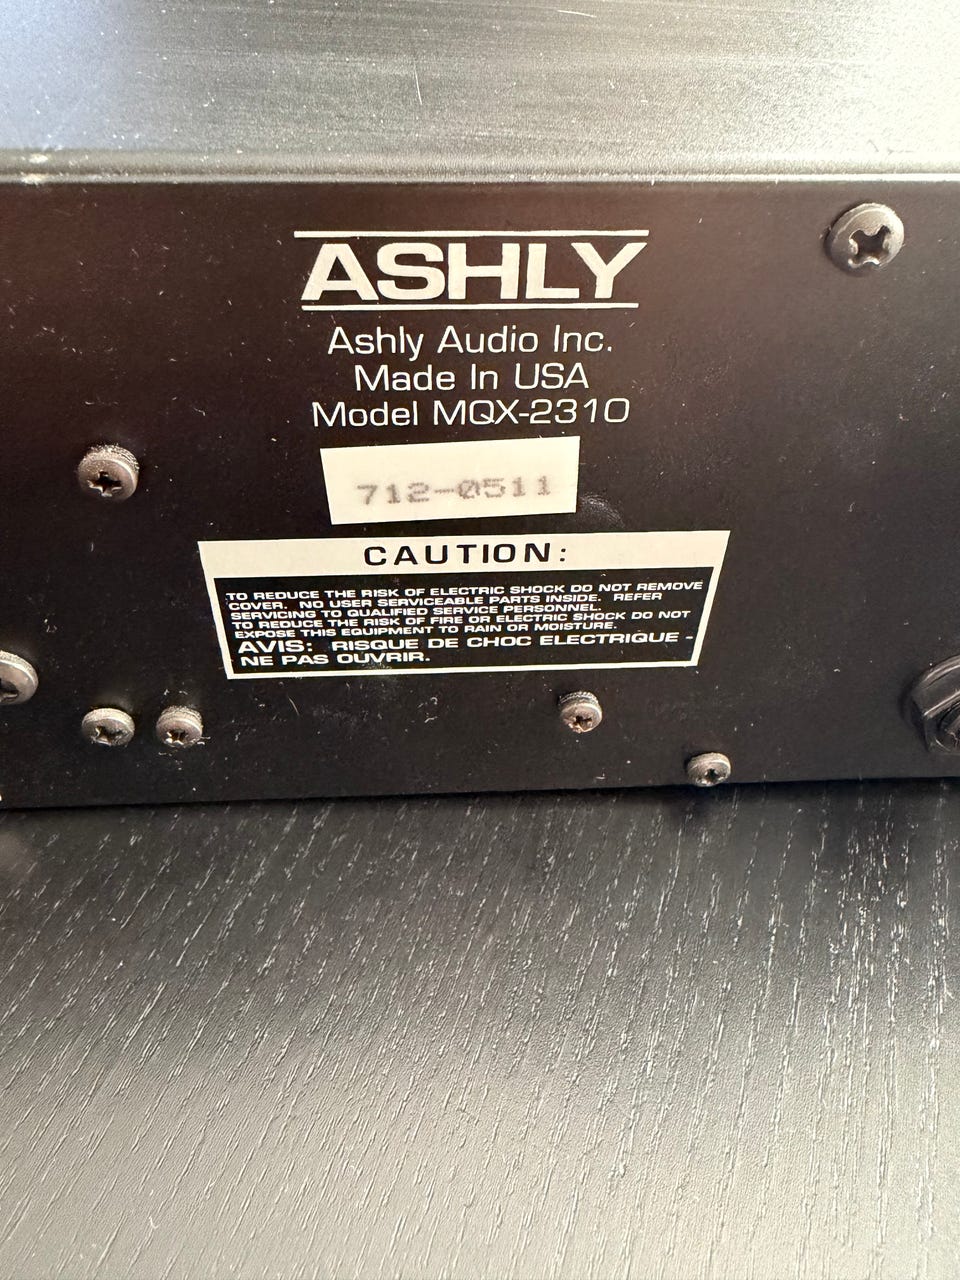 ASHLY
Ashly Audio Inc.
Made In USA
Model MQX-2310
712-0511
CAUTION:
TO REDUCE THE RISK OF ELECTRIC SHOCK DO NOT REMOVE
COVER. NO USER SERVICEABLE PARTS INSIDE. REFER
SERVICING TO QUALIFIED SERVICE PERSONNEL.
TO REDUCE THE RISK OF FIRE OR ELECTRIC SHOCK DO NOT
EXPOSE THIS EQUIPMENT TO RAIN OR MOISTURE.
AVIS: RISQUE DE CHOC ELECTRIQUE -
NE PAS OUVRIR.